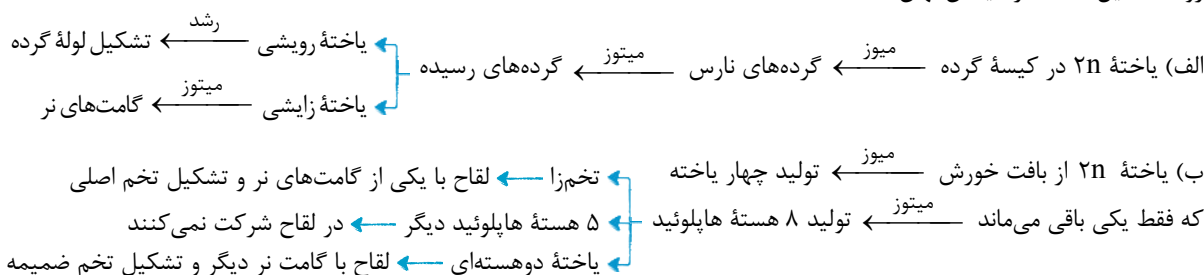 الف) یاختهٔ ۲n در کیسهٔ گرده ← میوز گرده‌های نارس ← میتوز گرده‌های رسیده
یاختهٔ رویشی ← رشد تشکیل لولهٔ گرده
یاختهٔ زایشی ← میتوز گامت‌های نر
ب) یاختهٔ ۲n از بافت خورش ← میوز تولید چهار یاخته
که فقط یکی باقی می‌ماند ← میتوز تولید ۸ هستهٔ هاپلوئید
تخم‌زا ← لقاح با یکی از گامت‌های نر و تشکیل تخم اصلی
۵ هستهٔ هاپلوئید دیگر ← در لقاح شرکت نمی‌کنند
یاختهٔ دوهسته‌ای ← لقاح با گامت نر دیگر و تشکیل تخم ضمیمه